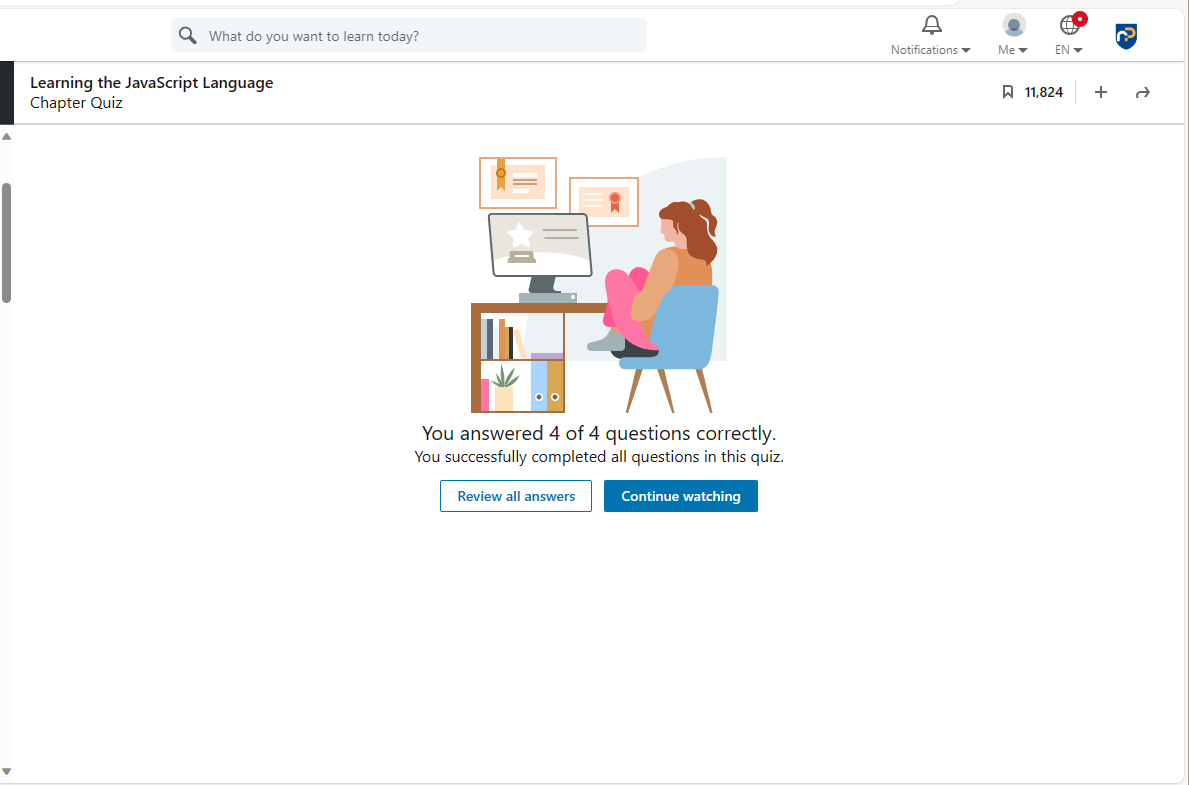 What do you want to learn today?
Notifications
Me
EN
Learning the JavaScript Language
Chapter Quiz
11,824
You answered 4 of 4 questions correctly.
You successfully completed all questions in this quiz.
Review all answers
Continue watching